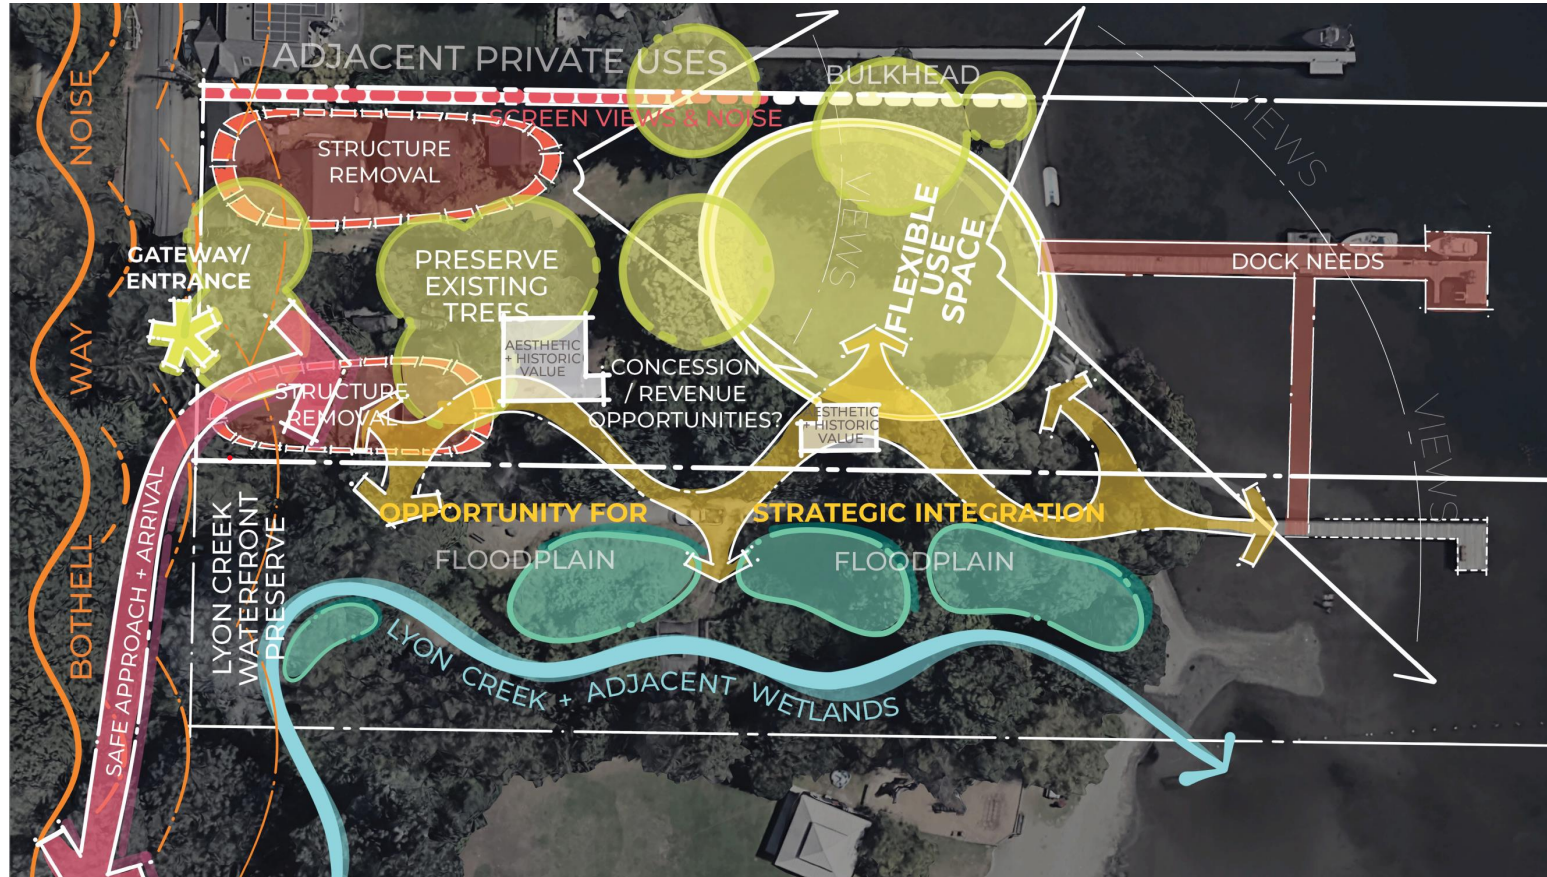 ADJACENT PRIVATE USES
BULKHEAD
SCREEN VIEWS & NOISE
VIEWS
STRUCTURE
REMOVAL
NOISE
WAY
BOTHELL
GATEWAY/
ENTRANCE
PRESERVE
EXISTING
TREES
VIEWS
FLEXIBLE
USE
SPACE
DOCK NEEDS
AESTHETIC
+ HISTORIC
VALUE
CONCESSION
/ REVENUE
OPPORTUNITIES?
STRUCTURE
REMOVAL
AESTHETIC
+ HISTORIC
VALUE
VIEWS
SAFE APPROACH + ARRIVAL
LYON CREEK
WATERFRONT
PRESERVE
OPPORTUNITY FOR STRATEGIC INTEGRATION
FLOODPLAIN
FLOODPLAIN
LYON CREEK + ADJACENT WETLANDS